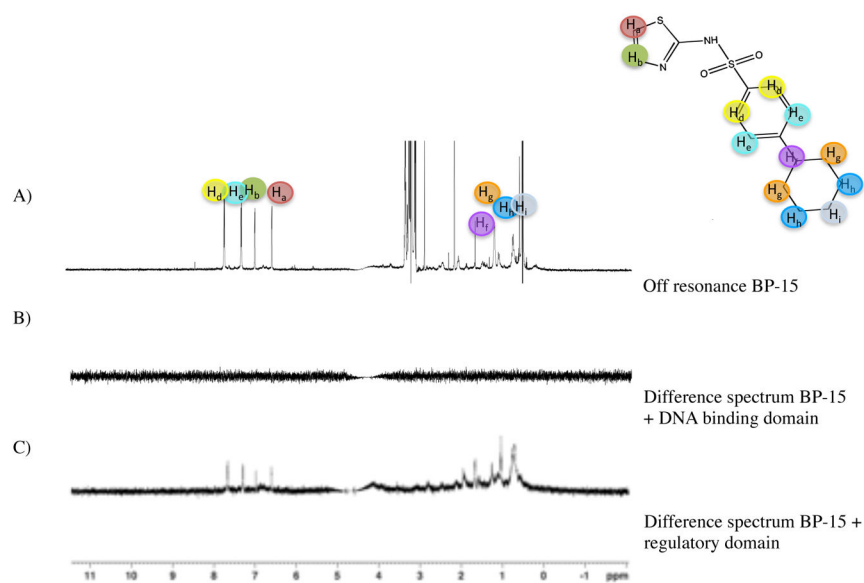 S
Ha
NH
Hb
N
O
S
O
Hd
Hd
He
He
Hf
Hg
Hg
Hh
Hh
Hi
A)
Hd He Hb Ha
Hg
Hh Hi
Hf
Off resonance BP-15
B)
Difference spectrum BP-15
+ DNA binding domain
C)
Difference spectrum BP-15 +
regulatory domain
11 10 9 8 7 6 5 4 3 2 1 0 -1 ppm